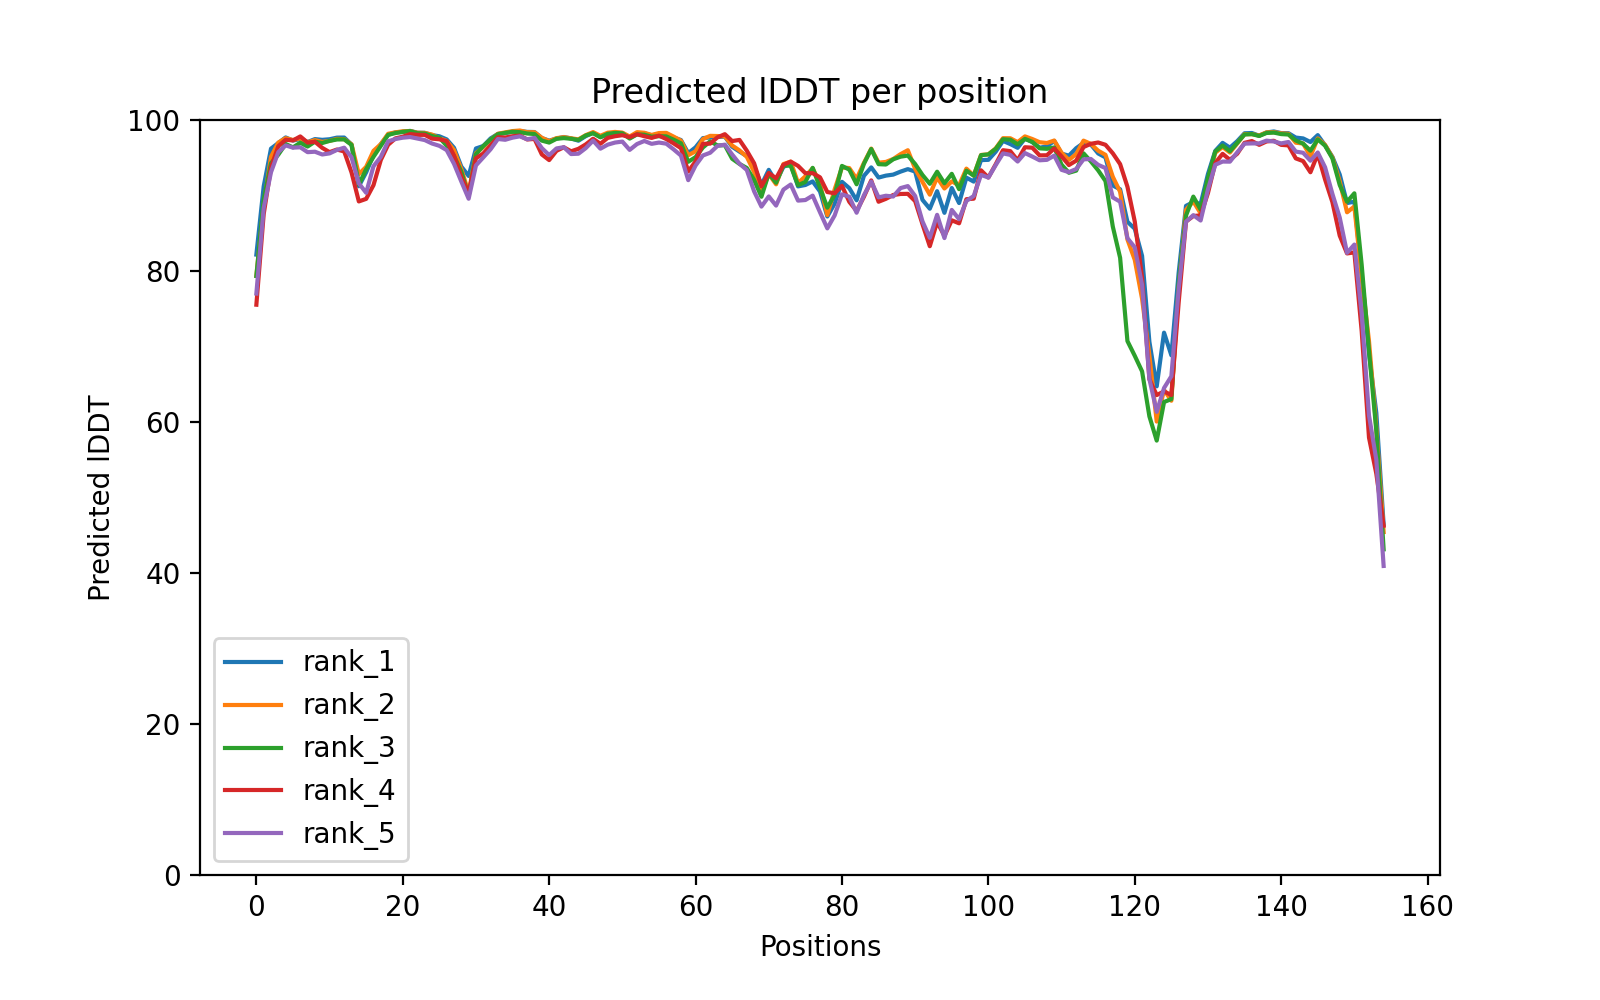 Predicted lDDT per position
100
80
60
40
20
0
Predicted lDDT
rank_1
rank_2
rank_3
rank_4
rank_5
0 20 40 60 80 100 120 140 160
Positions